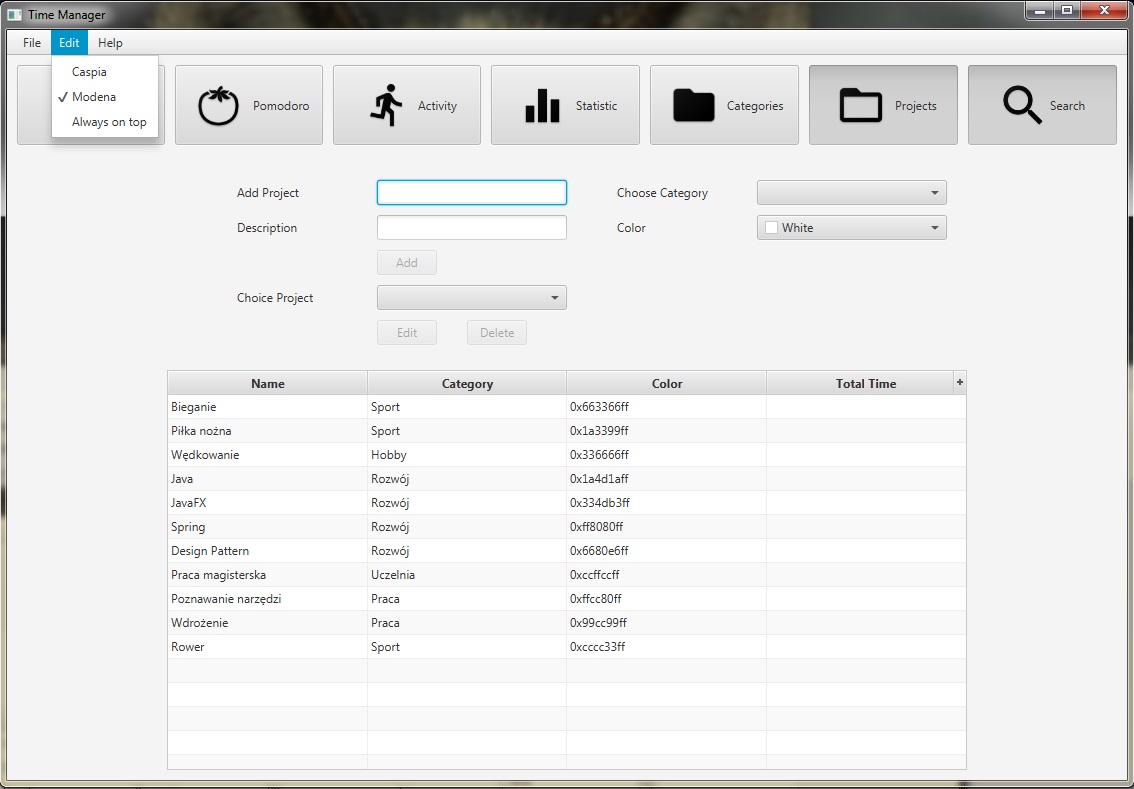 Time Manager
File Edit Help
Caspia
✓ Modena
Always on top
Pomodoro Activity Statistic Categories Projects Search
Add Project Choose Category
Description Color White
Add
Choice Project
Edit Delete
Name Category Color Total Time +
Bieganie Sport 0x663366ff
Piłka nożna Sport 0x1a3399ff
Wędkowanie Hobby 0x336666ff
Java Rozwój 0x1a4d1aff
JavaFX Rozwój 0x334db3ff
Spring Rozwój 0xff8080ff
Design Pattern Rozwój 0x6680e6ff
Praca magisterska Uczelnia 0xccffccff
Poznawanie narzędzi Praca 0xffcc80ff
Wdrożenie Praca 0x99cc99ff
Rower Sport 0xcccc33ff